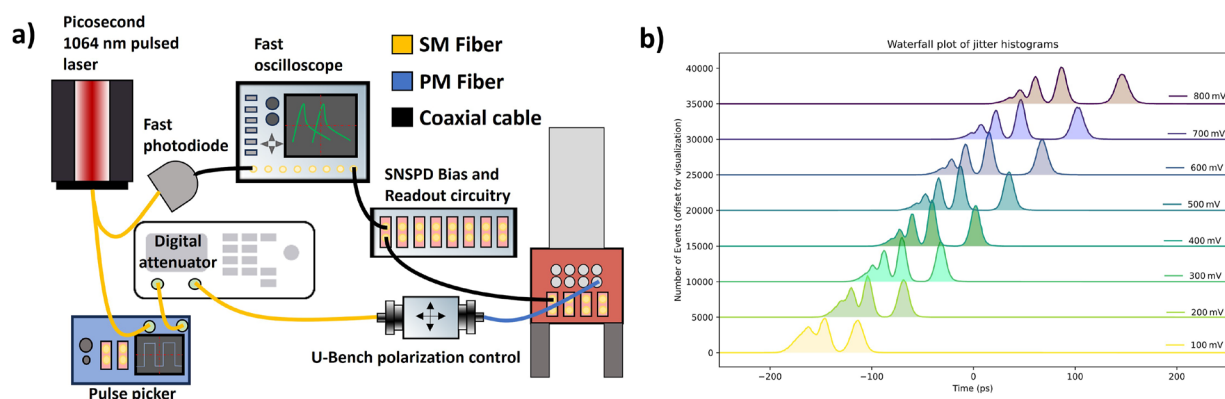 a)
Picosecond
1064 nm pulsed
laser
Fast
photodiode
Fast
oscilloscope
SM Fiber
PM Fiber
Coaxial cable
SNSPD Bias and
Readout circuitry
Digital
attenuator
U-Bench polarization control
Pulse picker
b)
Waterfall plot of jitter histograms
Number of Events (offset for visualization)
40000
35000
30000
25000
20000
15000
10000
5000
0
800 mV
700 mV
600 mV
500 mV
400 mV
300 mV
200 mV
100 mV
−200
−100
0
100
200
Time (ps)